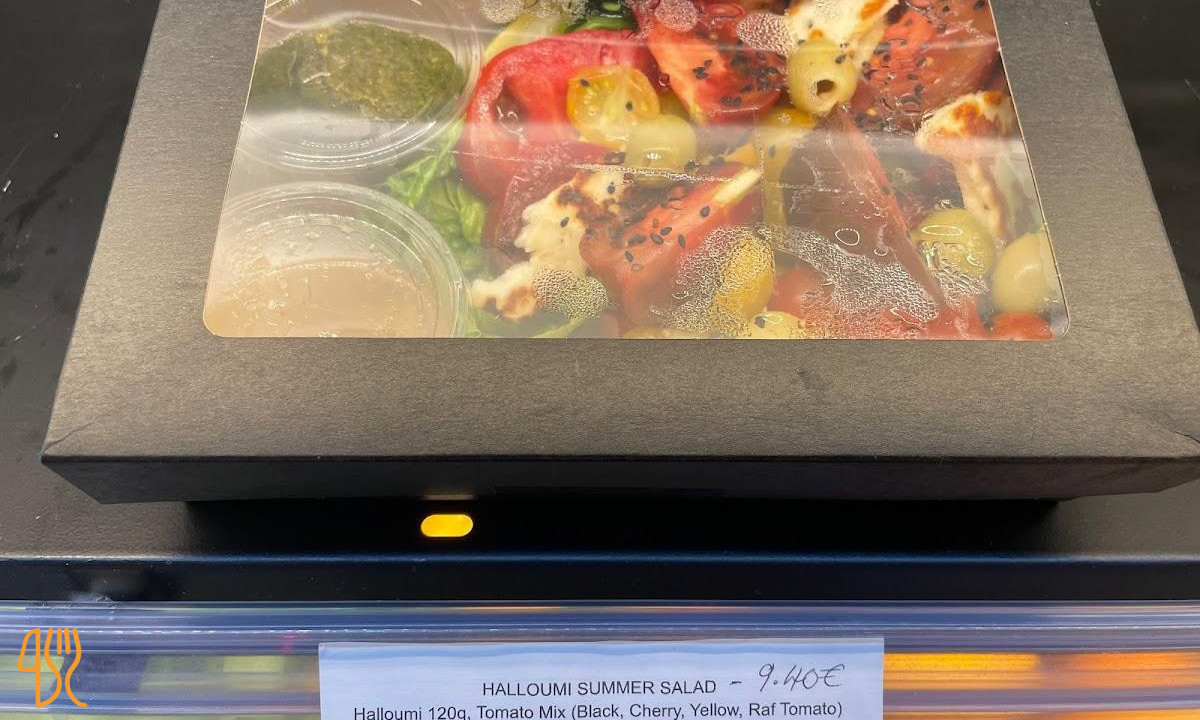 HALLOUMI SUMMER SALAD - 9.40€
Halloumi 120g, Tomato Mix (Black, Cherry, Yellow, Raf Tomato)